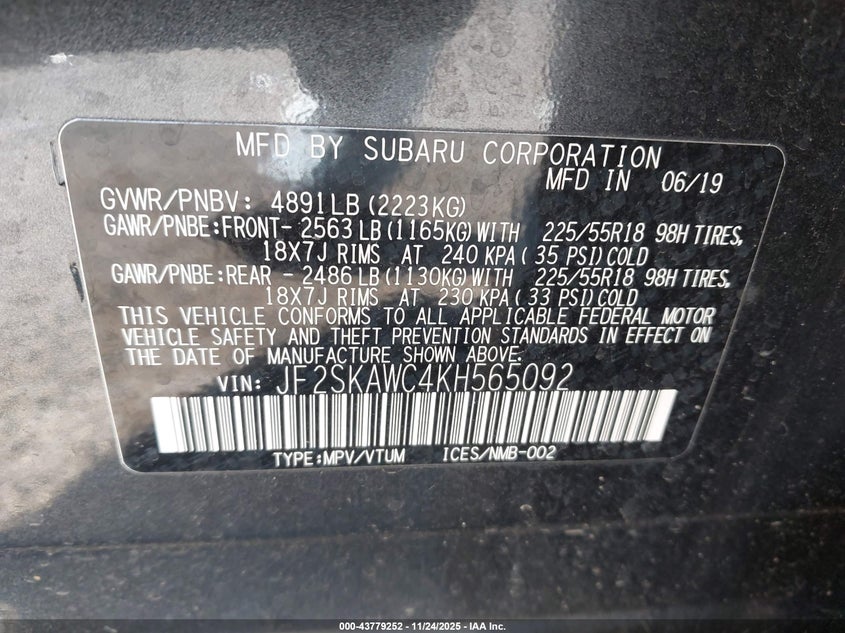 MFD BY SUBARU CORPORATION
MFD IN 06/19
GVWR/PNBV: 4891LB (2223KG)
GAWR/PNBE:FRONT- 2563 LB (1165KG) WITH 225/55R18 98H TIRES,
18X7J RIMS AT 240 KPA ( 35 PSI) COLD
GAWR/PNBE:REAR - 2486 LB (1130KG) WITH 225/55R18 98H TIRES,
18X7J RIMS AT 230 KPA ( 33 PSI) COLD
THIS VEHICLE CONFORMS TO ALL APPLICABLE FEDERAL MOTOR
VEHICLE SAFETY AND THEFT PREVENTION STANDARDS IN EFFECT ON
THE DATE OF MANUFACTURE SHOWN ABOVE.
VIN: JF2SKAWC4KH565092
TYPE:MPV/VTUM ICES/NMB-002
000-43779252 - 11/24/2025 - IAA Inc.